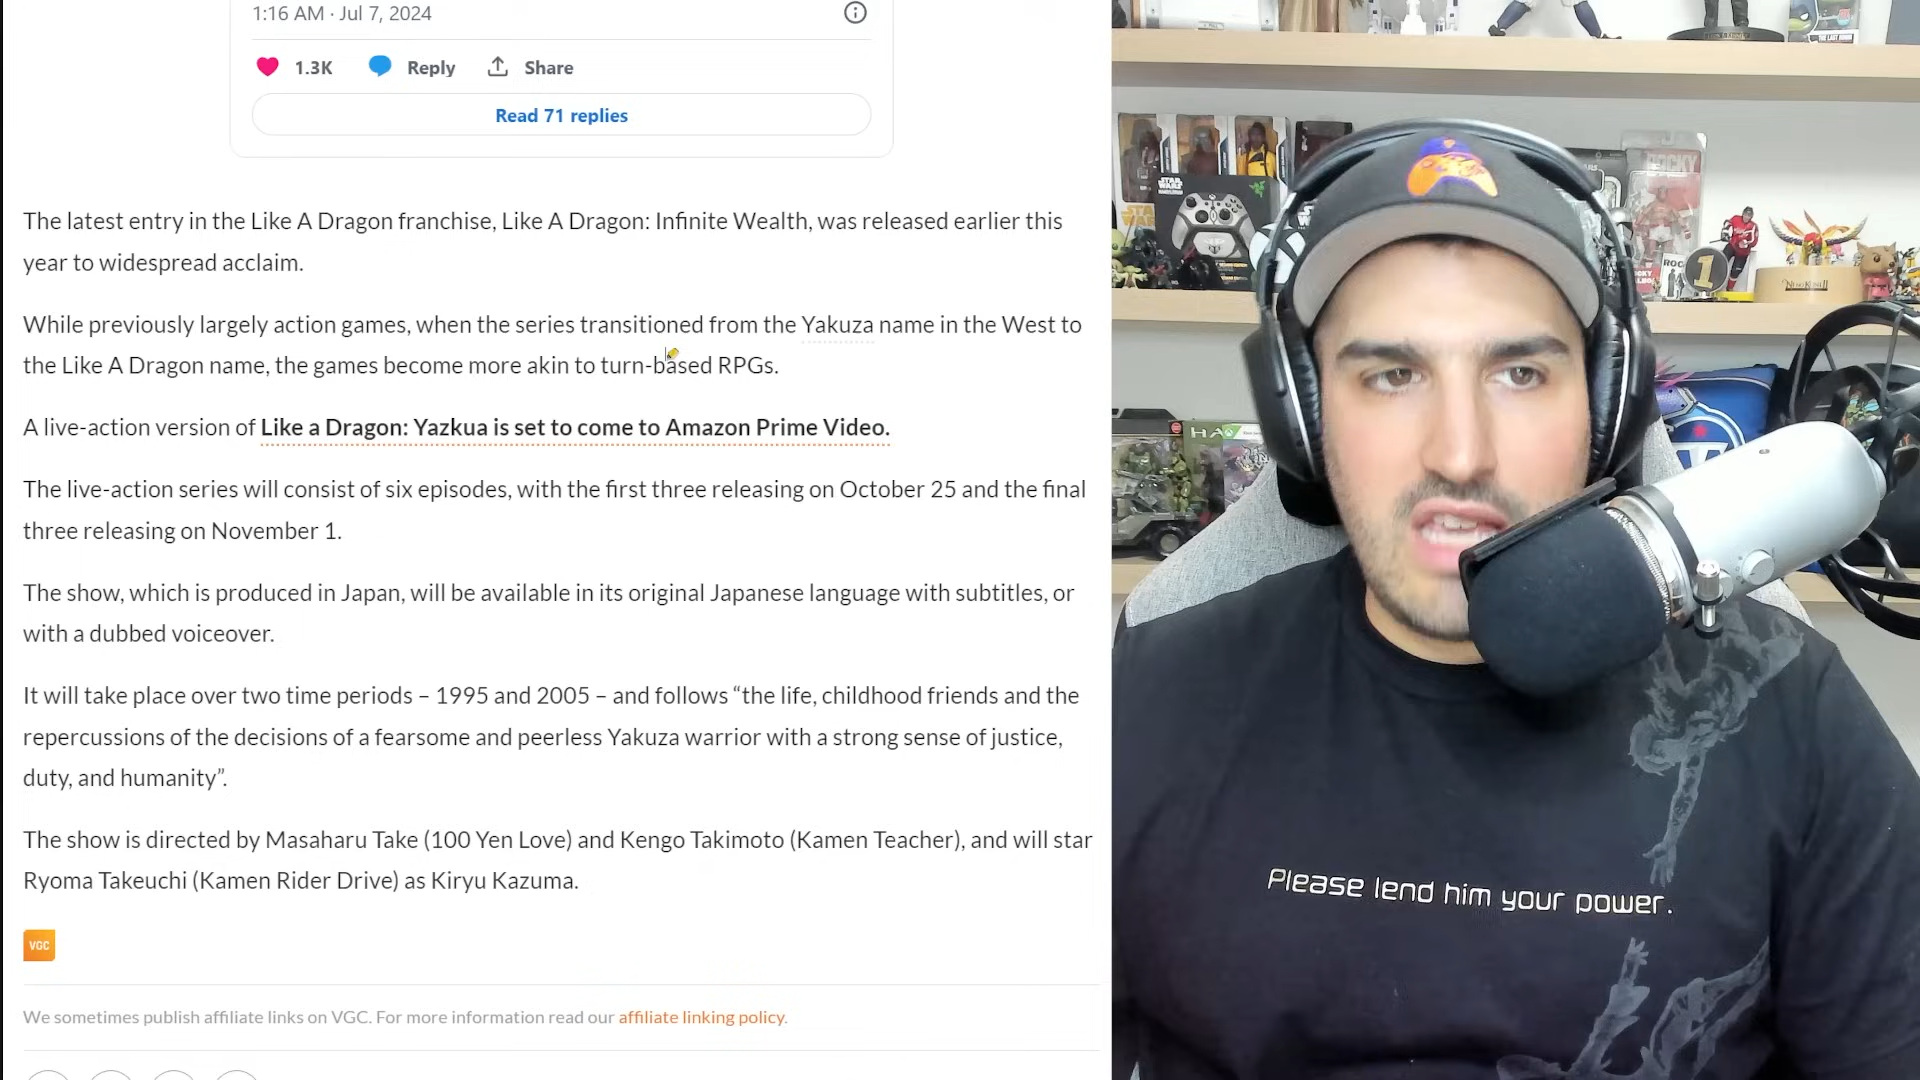 1:16 AM · Jul 7, 2024
1.3K Reply Share
Read 71 replies
The latest entry in the Like A Dragon franchise, Like A Dragon: Infinite Wealth, was released earlier this
year to widespread acclaim.
While previously largely action games, when the series transitioned from the Yakuza name in the West to
the Like A Dragon name, the games become more akin to turn-based RPGs.
A live-action version of Like a Dragon: Yazkua is set to come to Amazon Prime Video.
The live-action series will consist of six episodes, with the first three releasing on October 25 and the final
three releasing on November 1.
The show, which is produced in Japan, will be available in its original Japanese language with subtitles, or
with a dubbed voiceover.
It will take place over two time periods – 1995 and 2005 – and follows “the life, childhood friends and the
repercussions of the decisions of a fearsome and peerless Yakuza warrior with a strong sense of justice,
duty, and humanity”.
The show is directed by Masaharu Take (100 Yen Love) and Kengo Takimoto (Kamen Teacher), and will star
Ryoma Takeuchi (Kamen Rider Drive) as Kiryu Kazuma.
VGC
We sometimes publish affiliate links on VGC. For more information read our affiliate linking policy.
ROCKY
STAR
WARS
1
Please lend him your power.